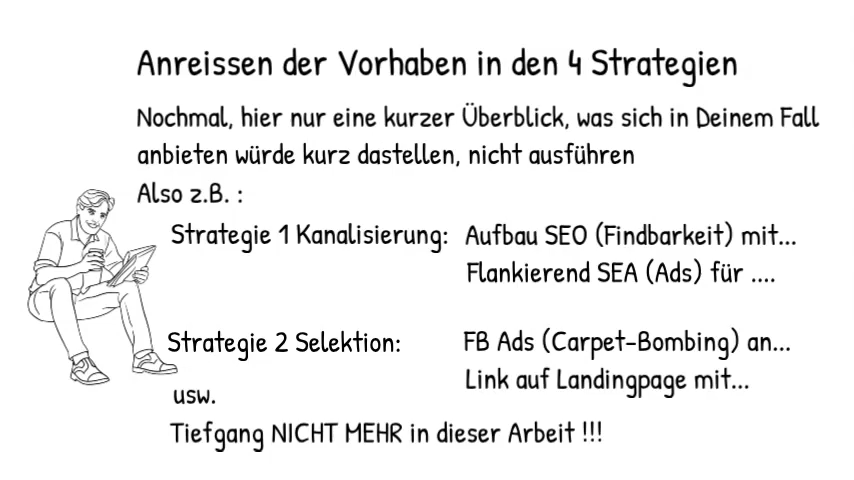 Anreissen der Vorhaben in den 4 Strategien
Nochmal, hier nur eine kurzer Überblick, was sich in Deinem Fall
anbieten würde kurz dastellen, nicht ausführen
Also z.B. :
Strategie 1 Kanalisierung: Aufbau SEO (Findbarkeit) mit...
Flankierend SEA (Ads) für ....
Strategie 2 Selektion: FB Ads (Carpet-Bombing) an...
Link auf Landingpage mit...
usw.
Tiefgang NICHT MEHR in dieser Arbeit !!!